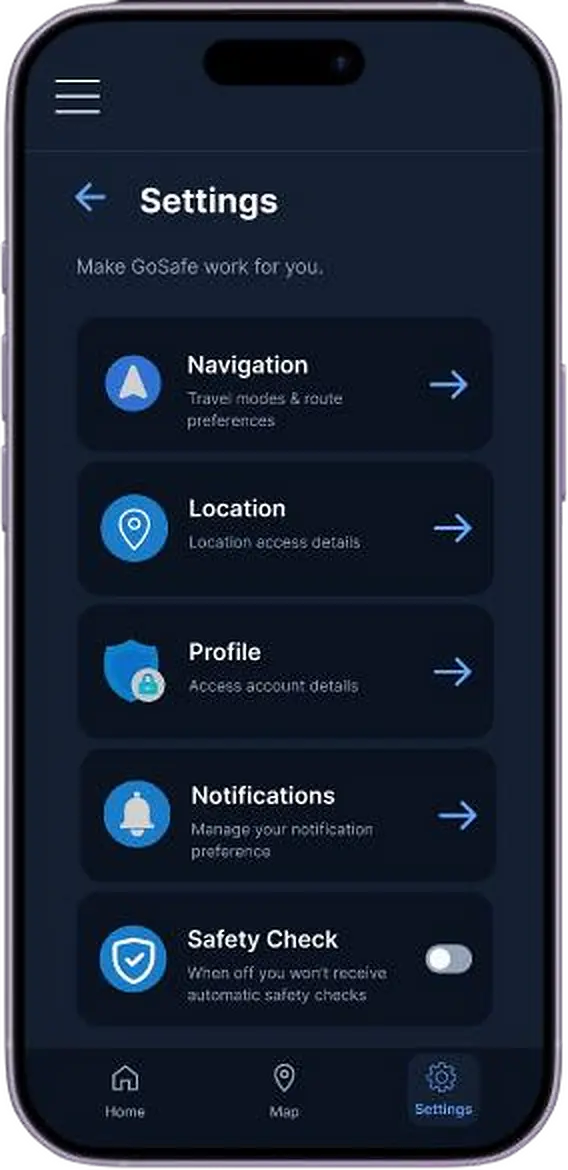 Settings
Make GoSafe work for you.
Navigation
Travel modes & route
preferences
Location
Location access details
Profile
Access account details
Notifications
Manage your notification
preference
Safety Check
When off you won't receive
automatic safety checks
Home
Map
Settings